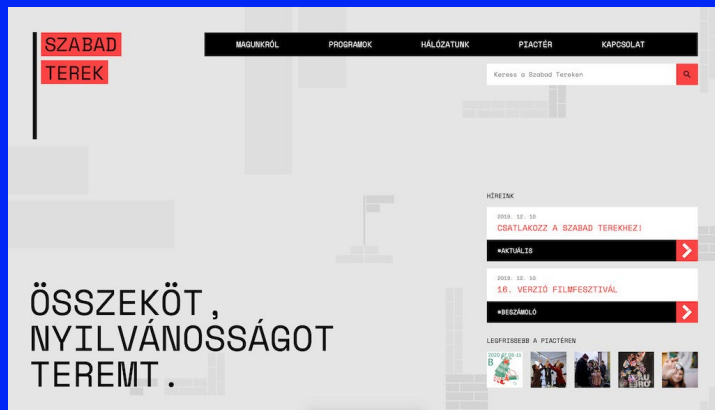 SZABAD
TEREK
MAGUNKRÓL
PROGRAMOK
HÁLÓZATUNK
PIACTÉR
KAPCSOLAT
Keress a Szabad Tereken
HÍREINK
2019. 12. 10
CSATLAKOZZ A SZABAD TEREKHEZ!
#AKTUÁLIS
2019. 12. 10
16. VERZIÓ FILMFESZTIVÁL
#BESZÁMOLÓ
LEGFRISSEBB A PIACTÉREN
ÖSSZEKÖT,
NYILVÁNOSSÁGOT
TEREMT.